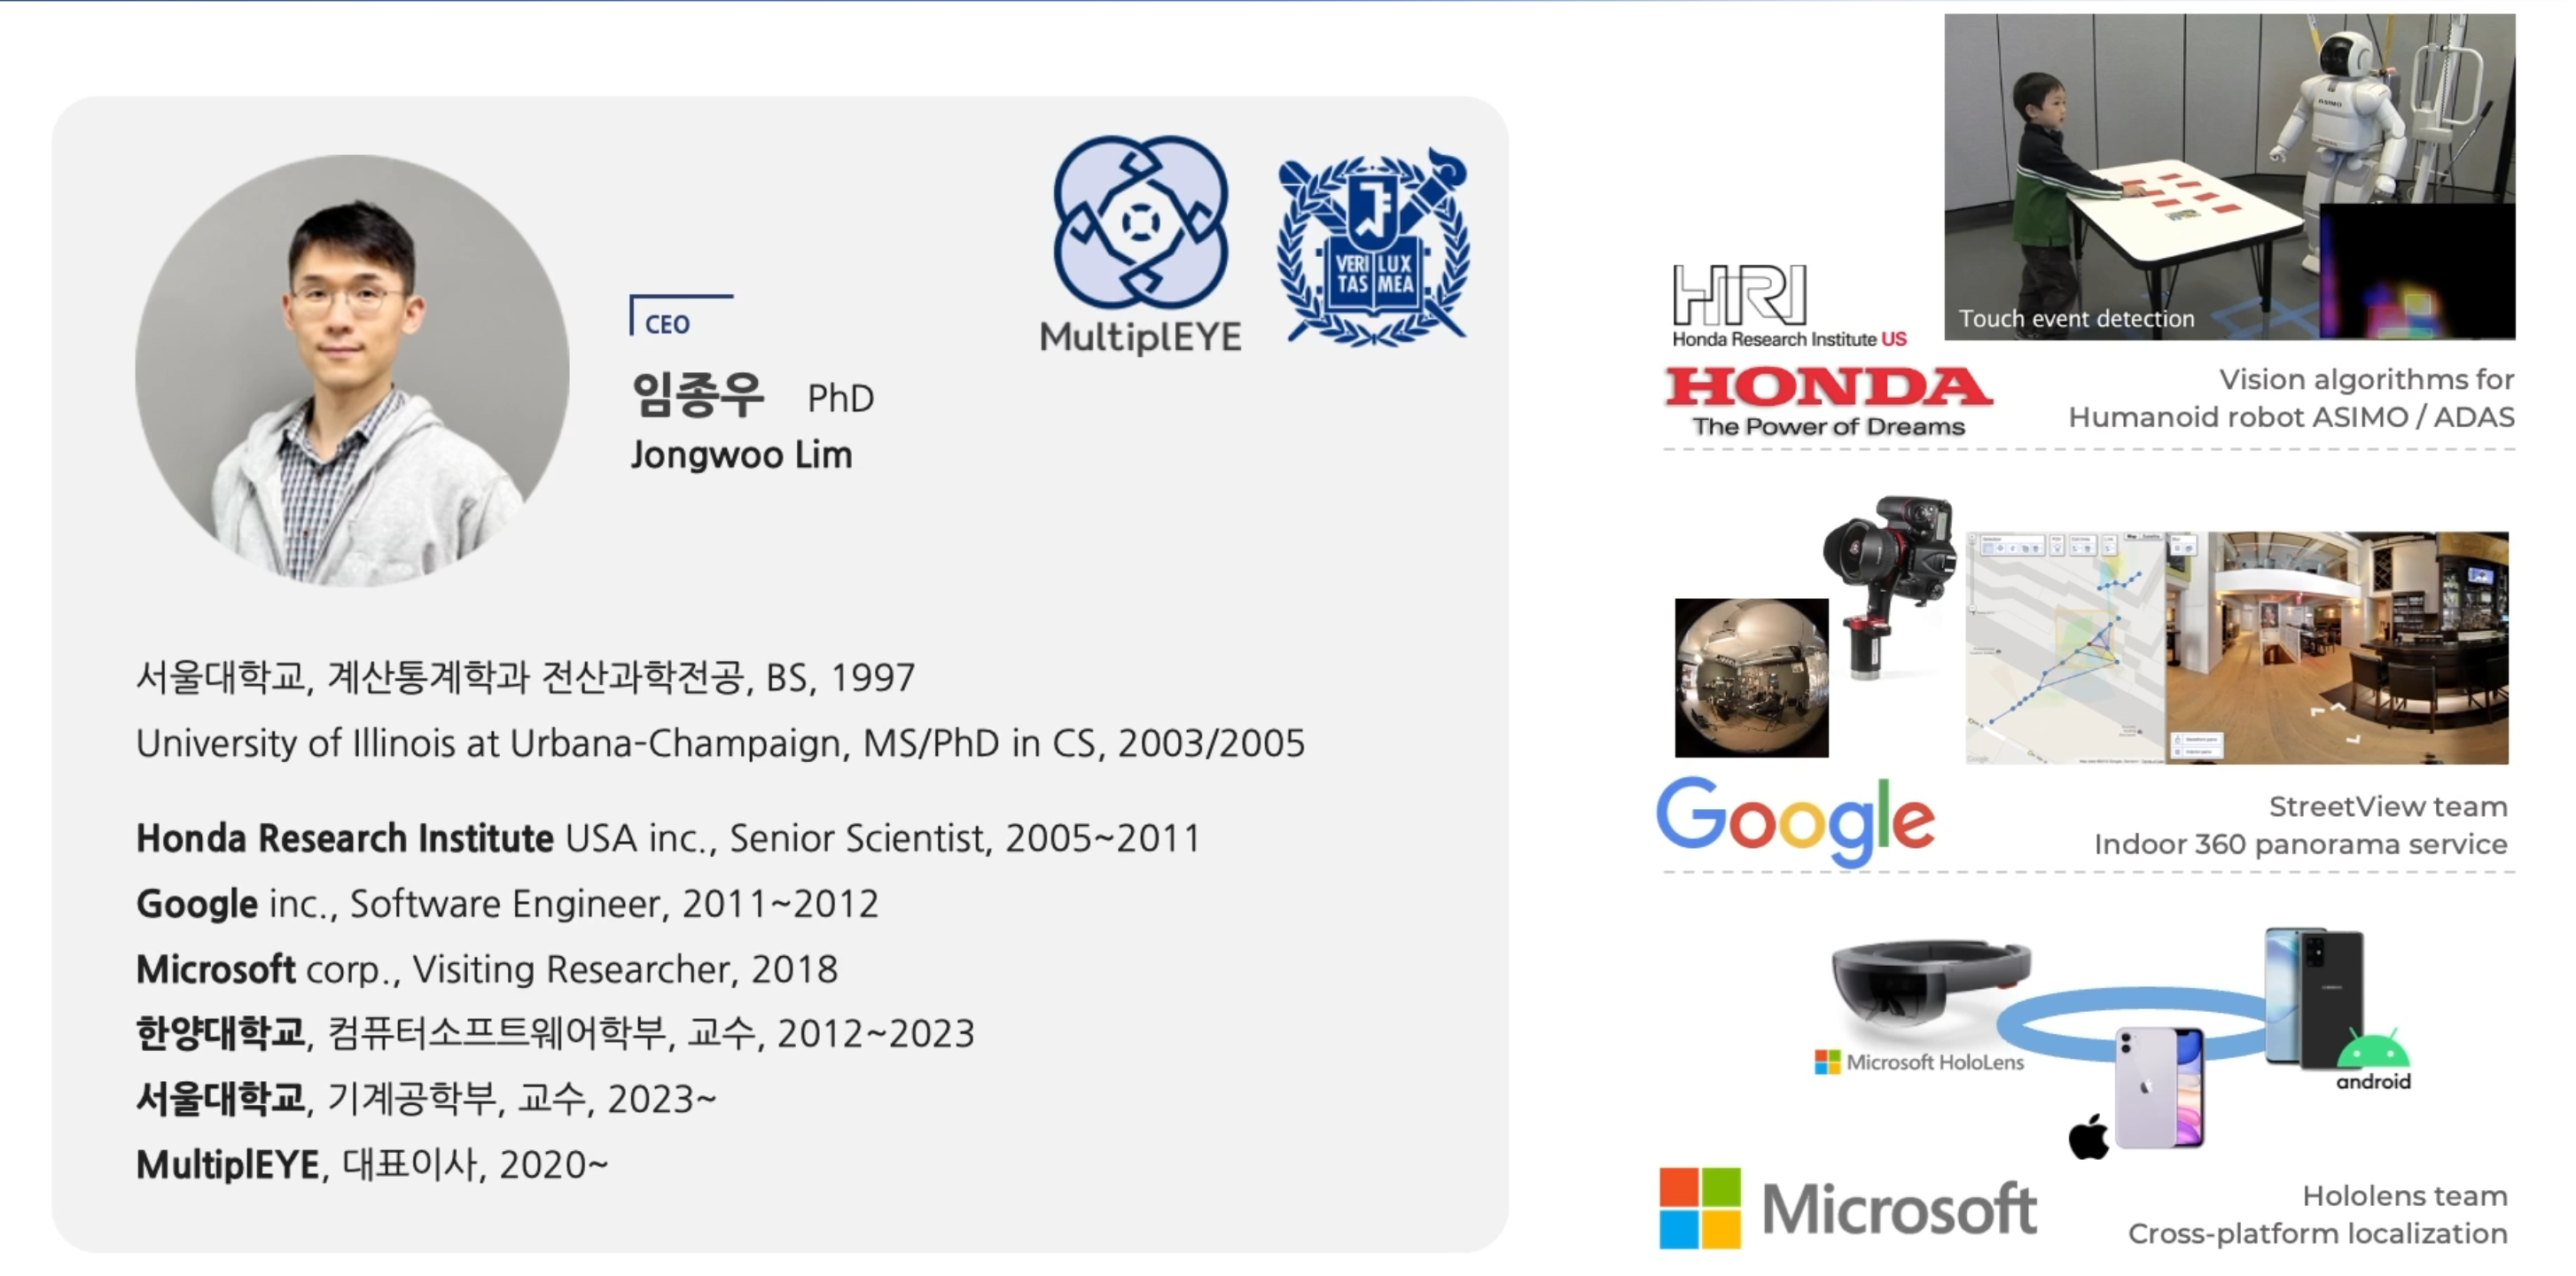 MultiplEYE
VERI LUX
TAS MEA
CEO
임종우 PhD
Jongwoo Lim
서울대학교, 계산통계학과 전산과학전공, BS, 1997
University of Illinois at Urbana-Champaign, MS/PhD in CS, 2003/2005
Honda Research Institute USA inc., Senior Scientist, 2005~2011
Google inc., Software Engineer, 2011~2012
Microsoft corp., Visiting Researcher, 2018
한양대학교, 컴퓨터소프트웨어학부, 교수, 2012~2023
서울대학교, 기계공학부, 교수, 2023~
MultiplEYE, 대표이사, 2020~
ASIMO
Touch event detection
HRI
Honda Research Institute US
HONDA
The Power of Dreams
Vision algorithms for
Humanoid robot ASIMO / ADAS
Google
StreetView team
Indoor 360 panorama service
Microsoft HoloLens
android
Microsoft
Hololens team
Cross-platform localization